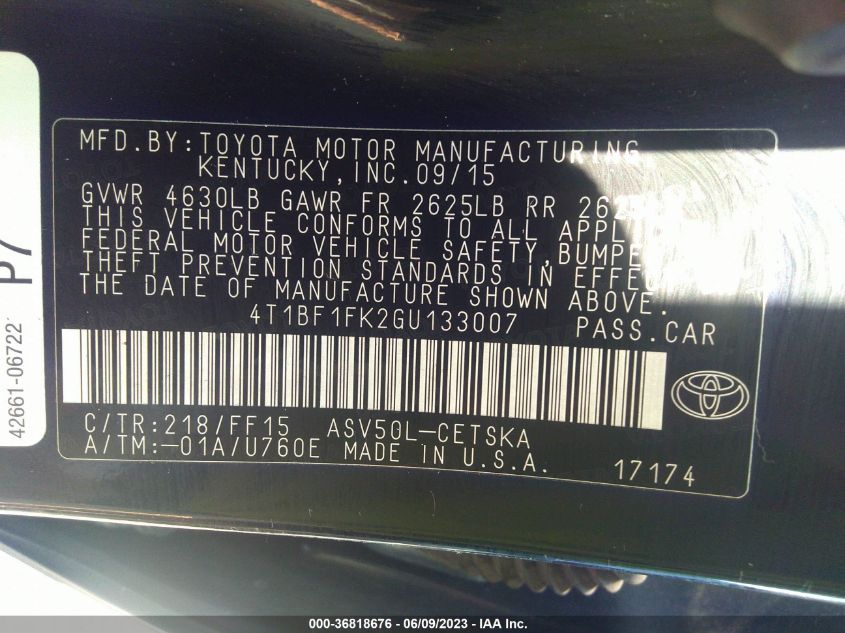 MFD.BY:TOYOTA MOTOR MANUFACTURING,
KENTUCKY,INC.09/15
GVWR 4630LB GAWR FR 2625LB RR
THIS VEHICLE CONFORMS TO ALL
FEDERAL MOTOR VEHICLE SAFETY,
THEFT PREVENTION STANDARDS IN
THE DATE OF MANUFACTURE SHOWN ABOVE.
4T1BF1FK2GU133007 PASS.CAR
C/TR:218/FF15 ASV50L-CETSKA
A/TM:-01A/U760E MADE IN U.S.A. 17174
P7
42661-06722
000-36818676 - 06/09/2023 - IAA Inc.